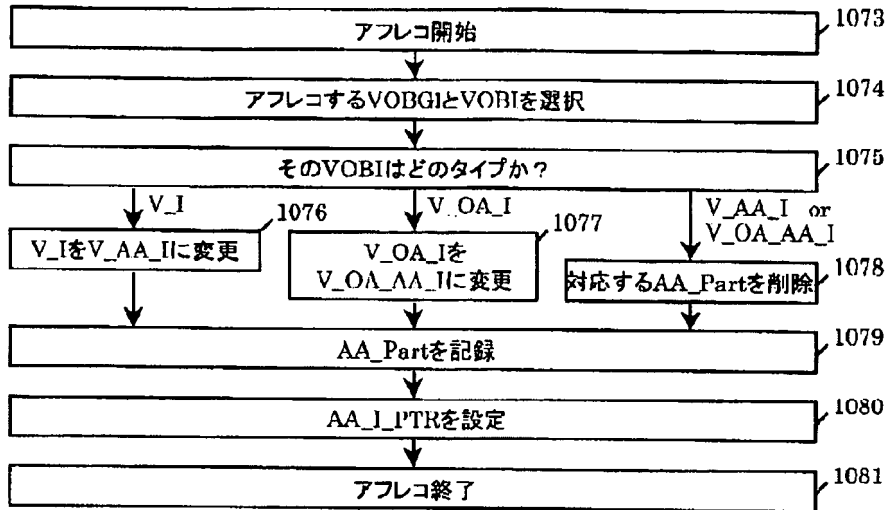 アフレコ開始
1073
アフレコするVOBGIとVOBIを選択
1074
そのVOBIはどのタイプか？
1075
V_I
1076
V_OA_I
1077
V_AA_I or
V_OA_AA_I
V_IをV_AA_Iに変更
V_OA_Iを
V_OA_AA_Iに変更
1078
対応するAA_Partを削除
AA_Partを記録
1079
AA_I_PTRを設定
1080
アフレコ終了
1081